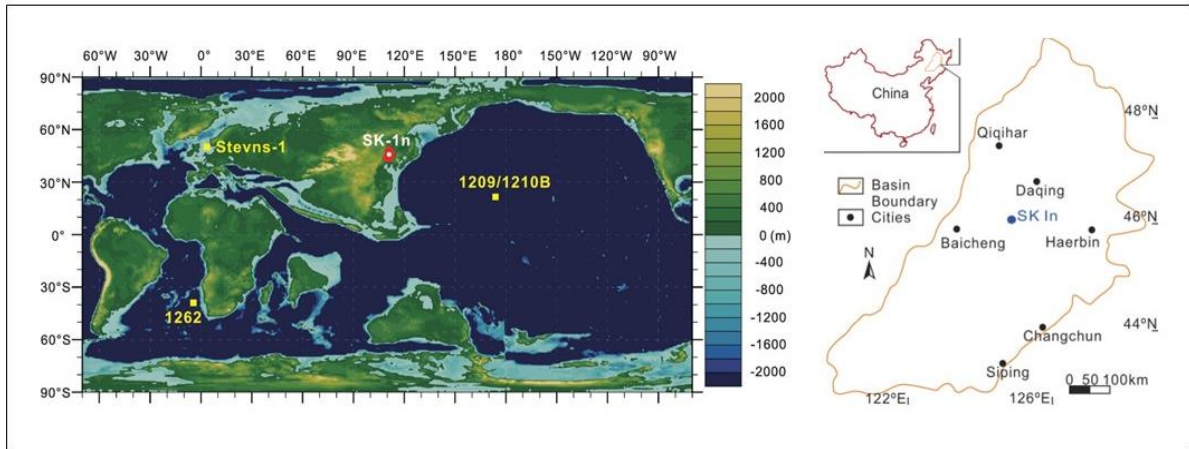 60°W 30°W 0° 30°E 60°E 90°E 120°E 150°E 180° 150°W 120°W 90°W
90°N
60°N
30°N
0°
30°S
60°S
90°S
Stevns-1
SK-1n
1209/1210B
1262
2000
1600
1200
800
400
0 (m)
-400
-800
-1200
-1600
-2000
China
Basin
Boundary
Cities
N
48°N
Qiqihar
Daqing
SK In
46°N
Baicheng
Haerbin
44°N
Changchun
Siping
0 50 100km
122°E
126°E